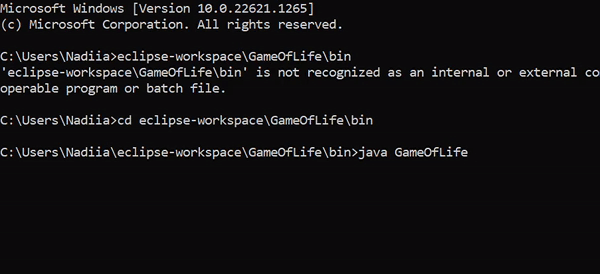 Microsoft Windows [Version 10.0.22621.1265]
(c) Microsoft Corporation. All rights reserved.
C:\Users\Nadiia>eclipse-workspace\GameOfLife\bin
'eclipse-workspace\GameOfLife\bin' is not recognized as an internal or external co
operable program or batch file.
C:\Users\Nadiia>cd eclipse-workspace\GameOfLife\bin
C:\Users\Nadiia\eclipse-workspace\GameOfLife\bin>java GameOfLife